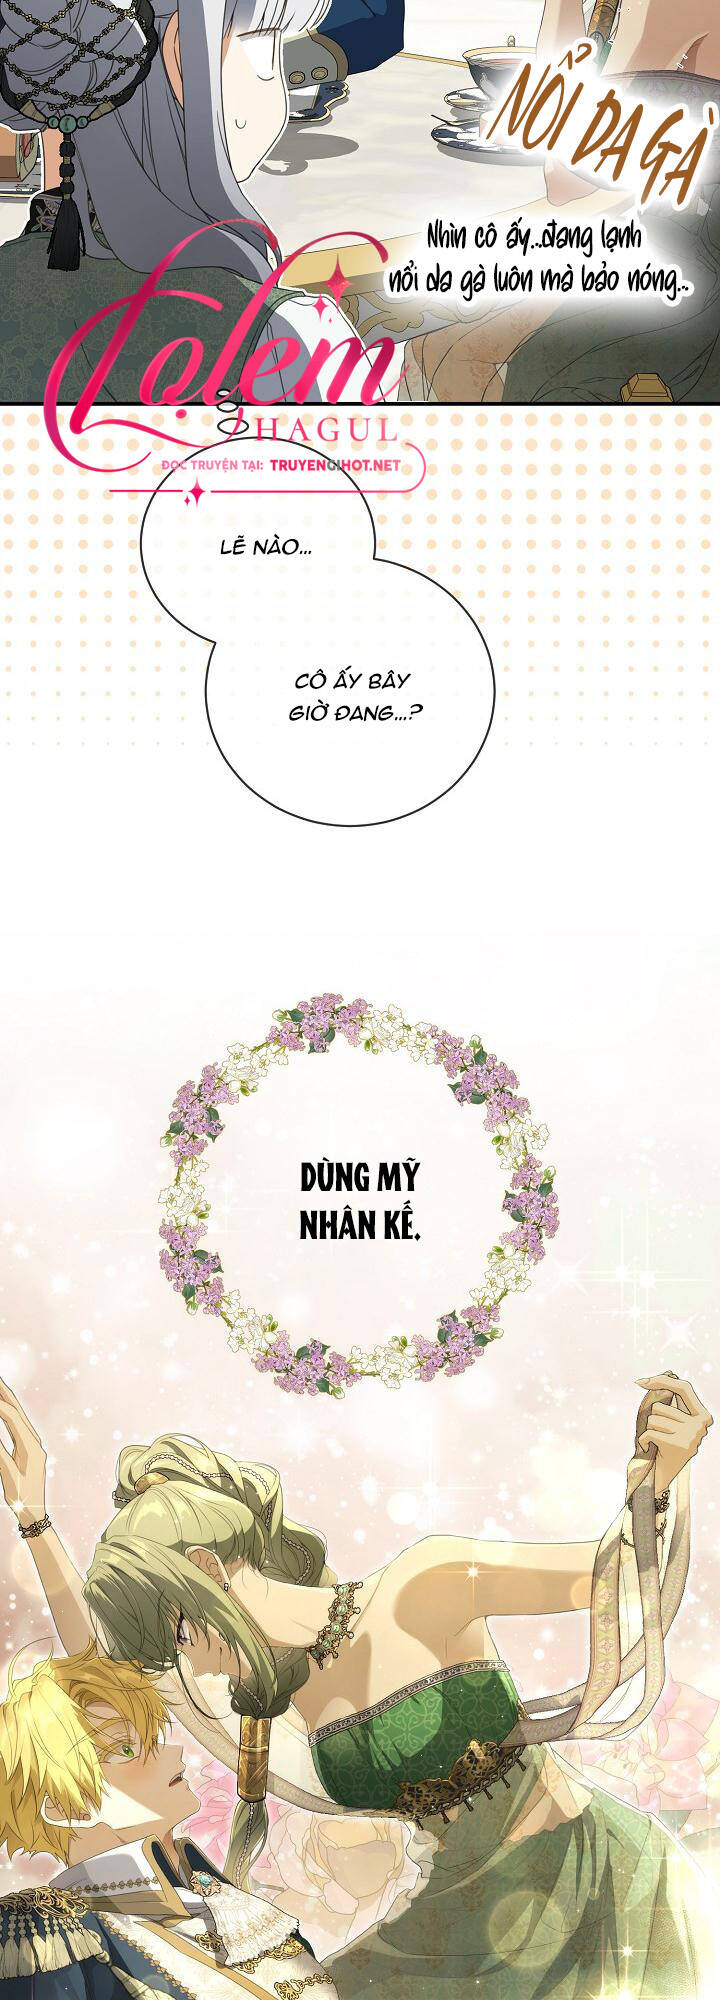 NỔI DA GÀ
Nhìn cô ấy...đang lạnh
nổi da gà luôn mà bảo nóng...
Lọlem
HAGUL
ĐỌC TRUYỆN TẠI: TRUYENGIHOT.NET
LẼ NÀO...
CÔ ẤY BÂY
GIỜ ĐANG...?
DÙNG MỸ
NHÂN KẾ.